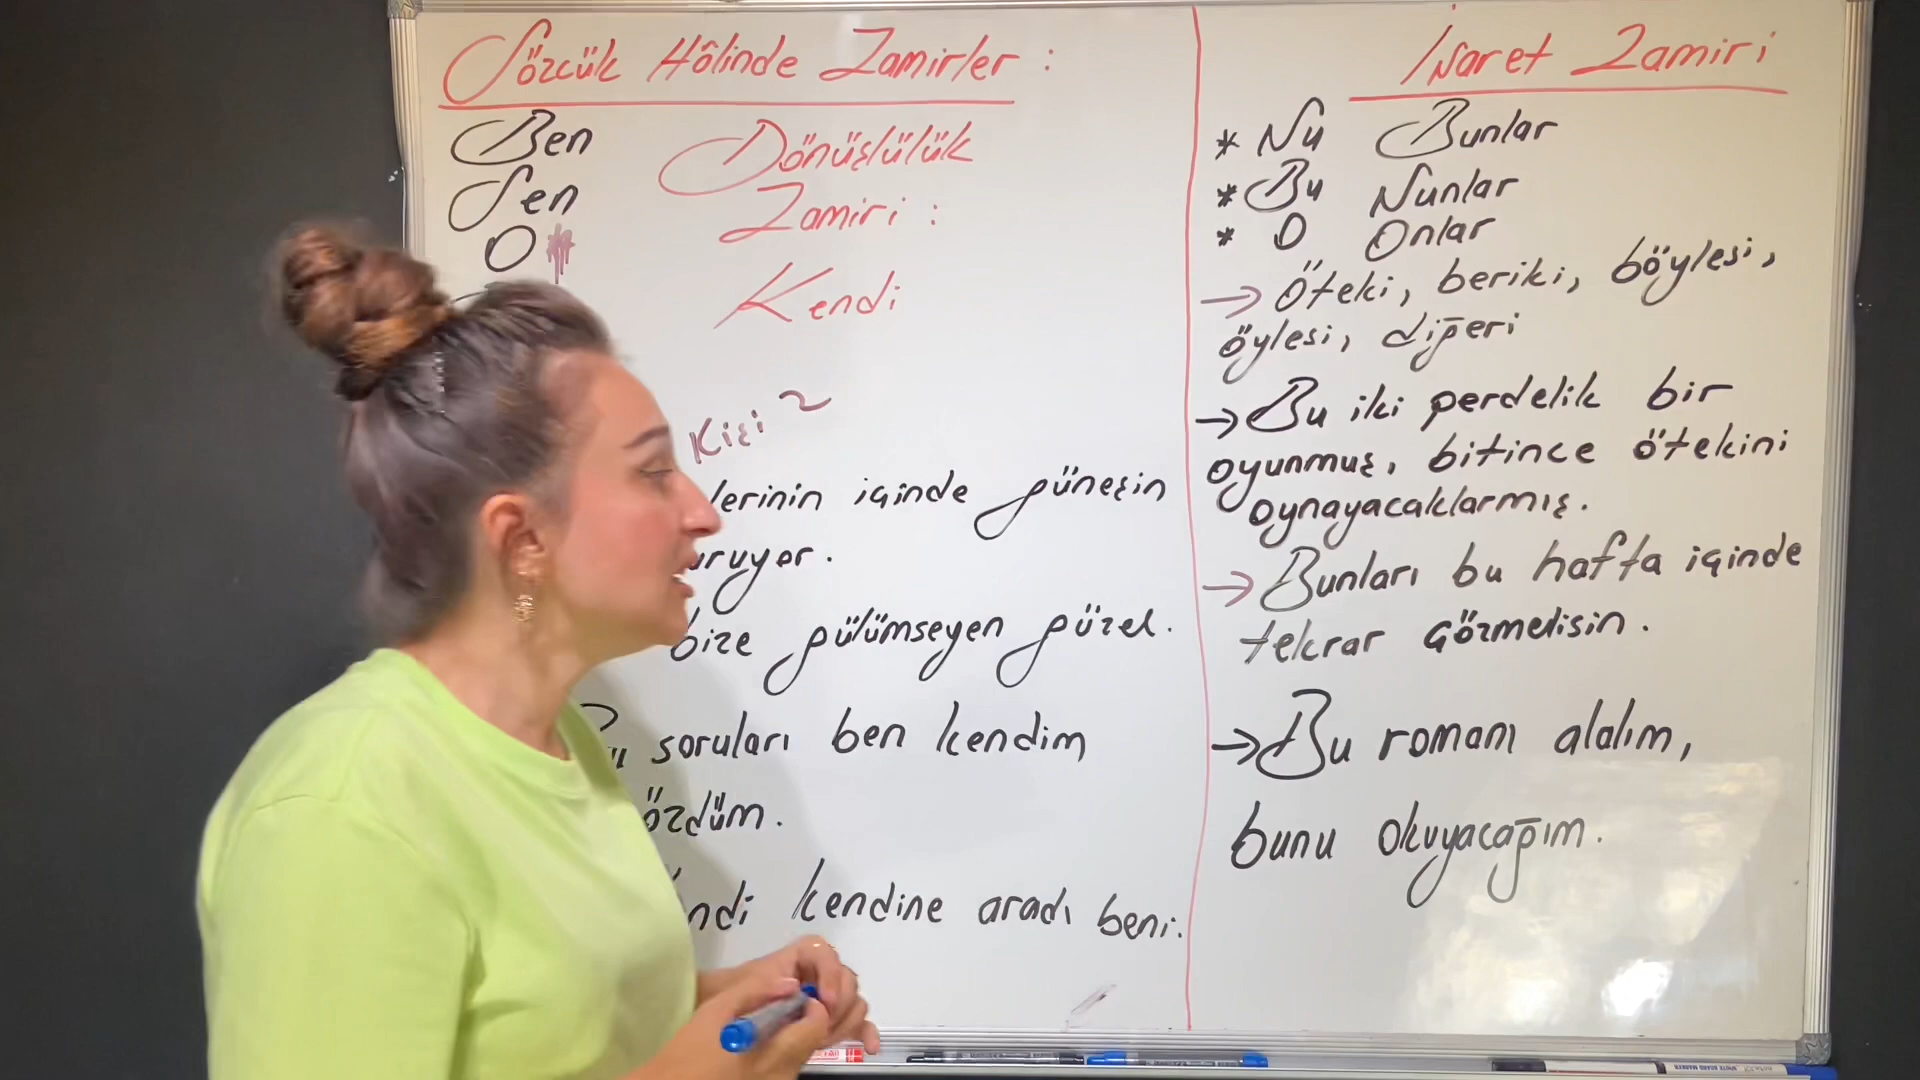 Sözcük Hâlinde Zamirler :
Ben
Sen
O
Dönüşlülük
Zamiri :
Kendi
Kişi
lerinin içinde güneşin
uruyor.
bize gülümseyen güzel.
soruları ben kendim
özdüm.
ndi kendine aradı beni.
İşaret Zamiri
* Şu Bunlar
* Bu Şunlar
* O Onlar
→ Öteki, beriki, böylesi,
öylesi, diğeri
→ Bu iki perdelik bir
oyunmuş, bitince ötekini
oynayacaklarmış.
→ Bunları bu hafta içinde
tekrar çözmelisin.
→ Bu romanı alalım,
bunu okuyacağım.